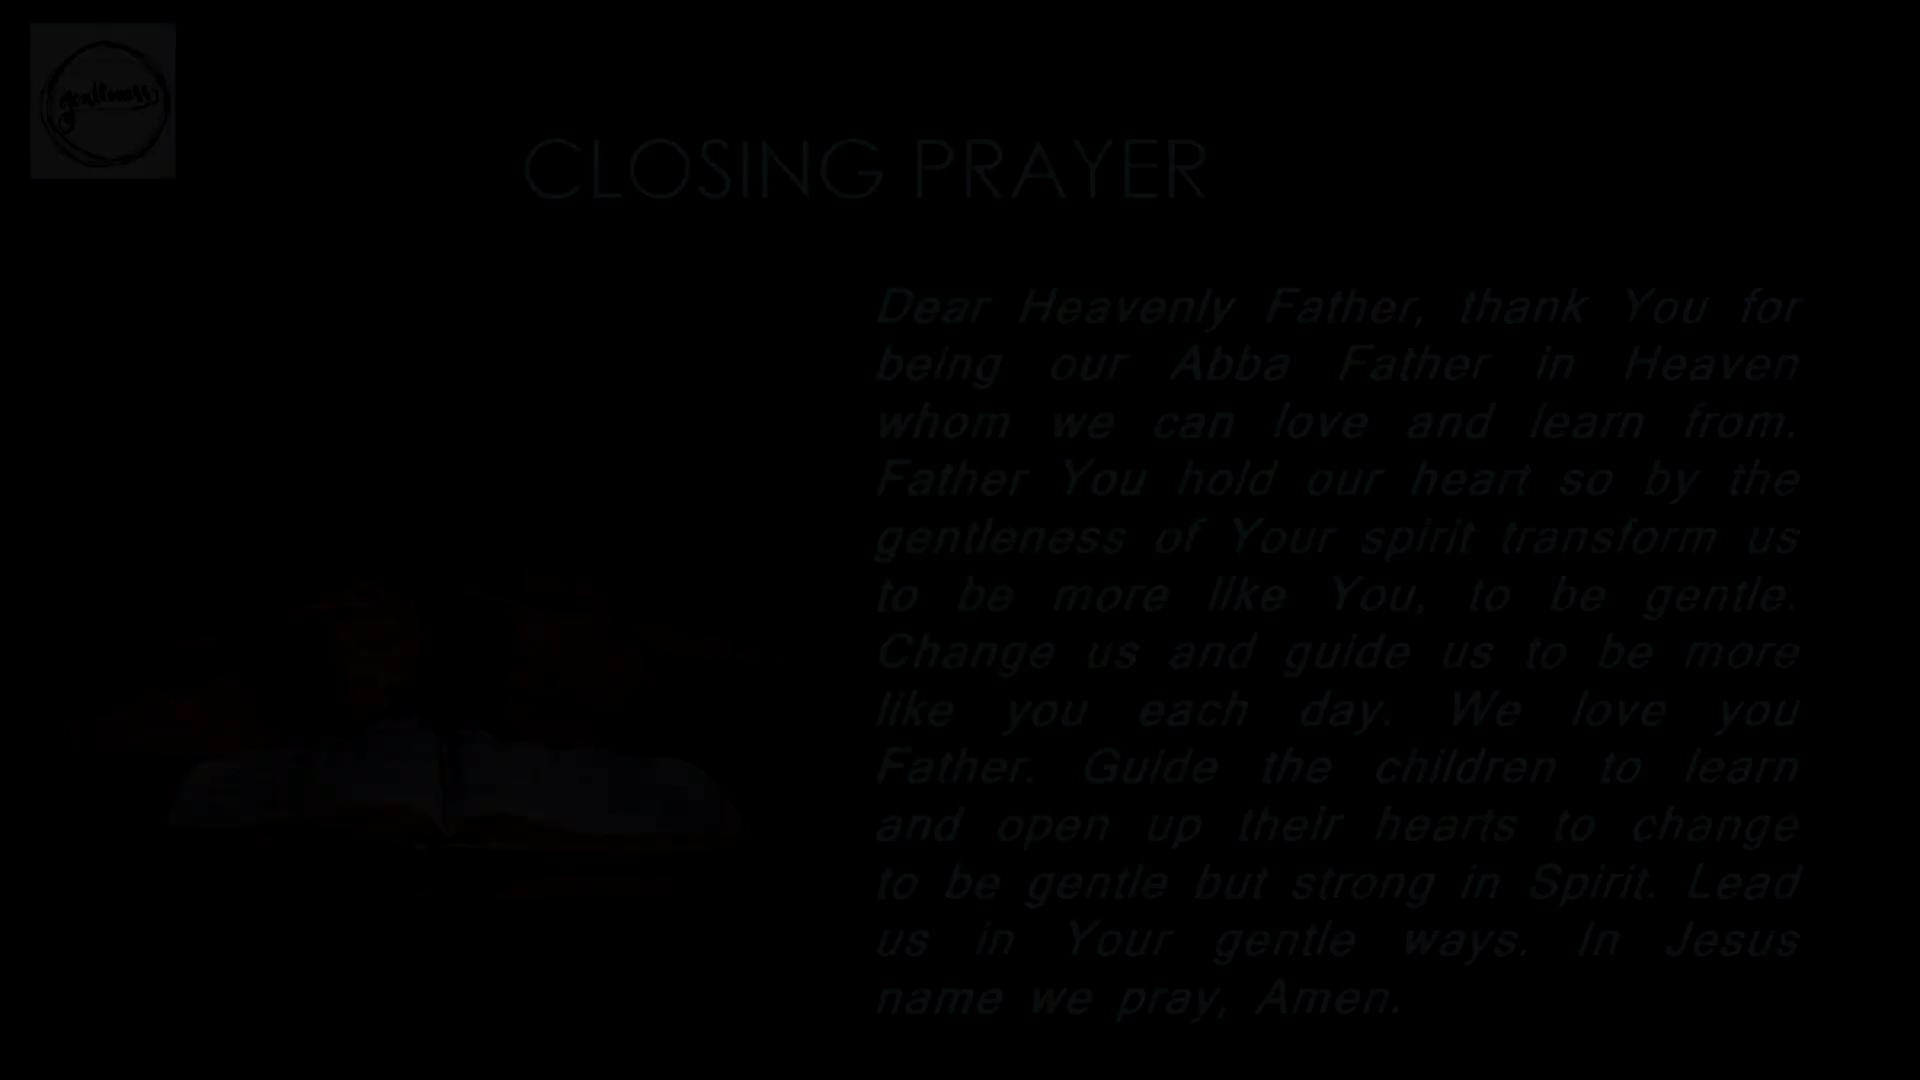 gentleness
CLOSING PRAYER
Dear Heavenly Father, thank You for
being our Abba Father in Heaven
whom we can love and learn from.
Father You hold our heart so by the
gentleness of Your spirit transform us
to be more like You, to be gentle.
Change us and guide us to be more
like you each day. We love you
Father. Guide the children to learn
and open up their hearts to change
to be gentle but strong in Spirit. Lead
us in Your gentle ways. In Jesus
name we pray, Amen.